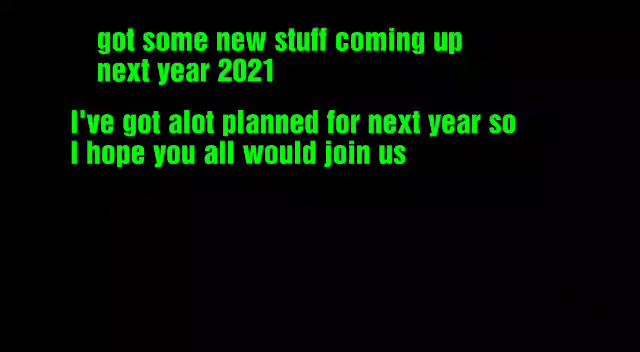 got some new stuff coming up
next year 2021
I've got alot planned for next year so
I hope you all would join us